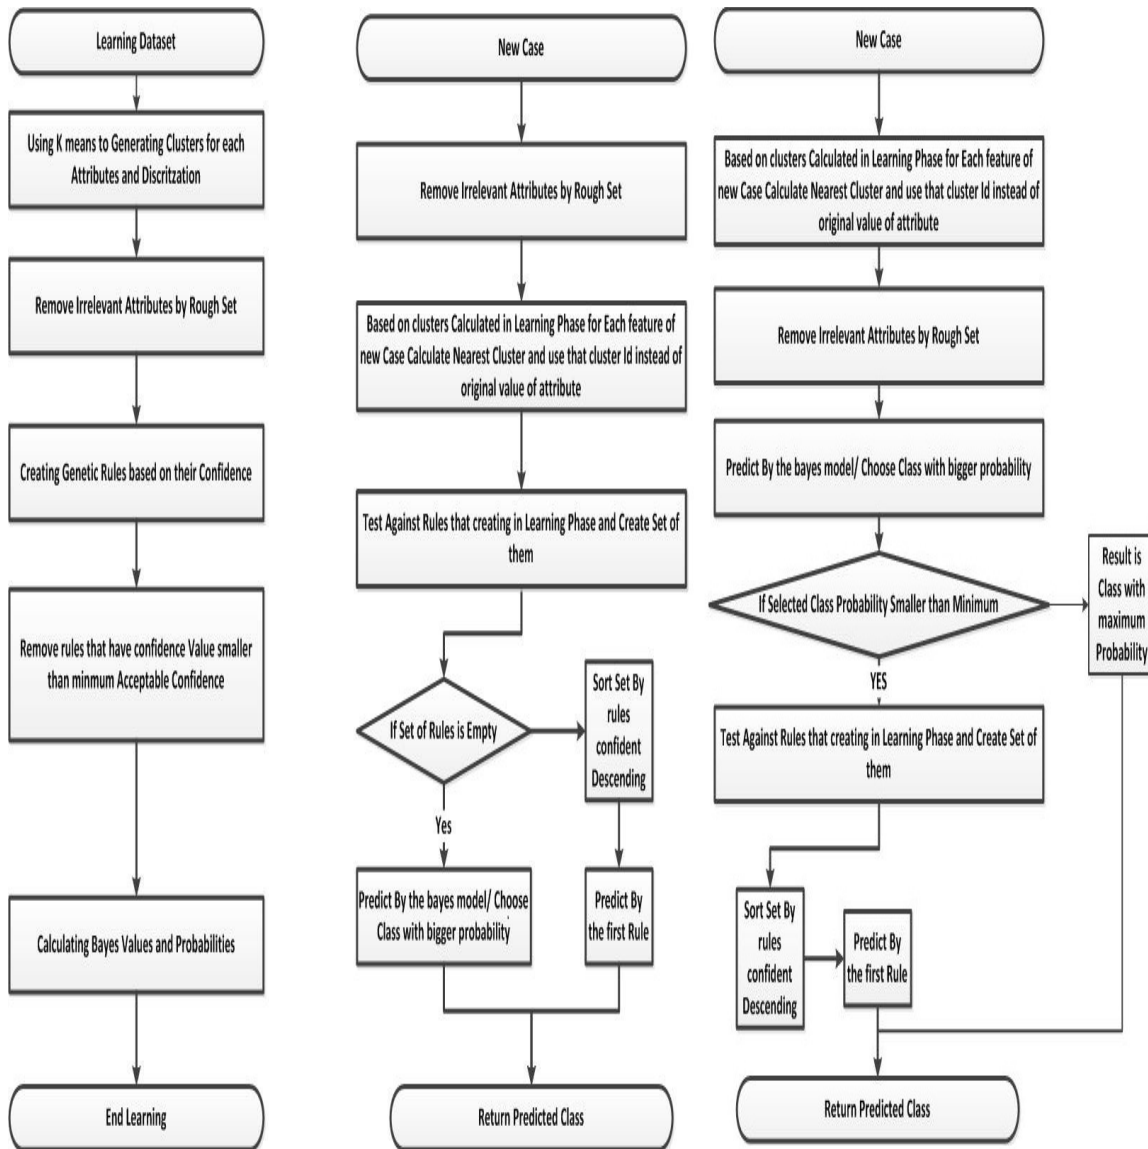 Learning Dataset
Using K means to Generating Clusters for each
Attributes and Discritzation
Remove Irrelevant Attributes by Rough Set
Creating Genetic Rules based on their Confidence
Remove rules that have confidence Value smaller
than minmum Acceptable Confidence
Calculating Bayes Values and Probabilities
End Learning
New Case
Remove Irrelevant Attributes by Rough Set
Based on clusters Calculated in Learning Phase for Each feature of
new Case Calculate Nearest Cluster and use that cluster Id instead of
original value of attribute
Test Against Rules that creating in Learning Phase and Create Set of
them
If Set of Rules is Empty
Sort Set By
rules
confident
Descending
Yes
Predict By the bayes model/ Choose
Class with bigger probability
Predict By
the first Rule
Return Predicted Class
New Case
Based on clusters Calculated in Learning Phase for Each feature of
new Case Calculate Nearest Cluster and use that cluster Id instead of
original value of attribute
Remove Irrelevant Attributes by Rough Set
Predict By the bayes model/ Choose Class with bigger probability
If Selected Class Probability Smaller than Minimum
Result is
Class with
maximum
Probability
YES
Test Against Rules that creating in Learning Phase and Create Set of
them
Sort Set By
rules
confident
Descending
Predict By
the first Rule
Return Predicted Class